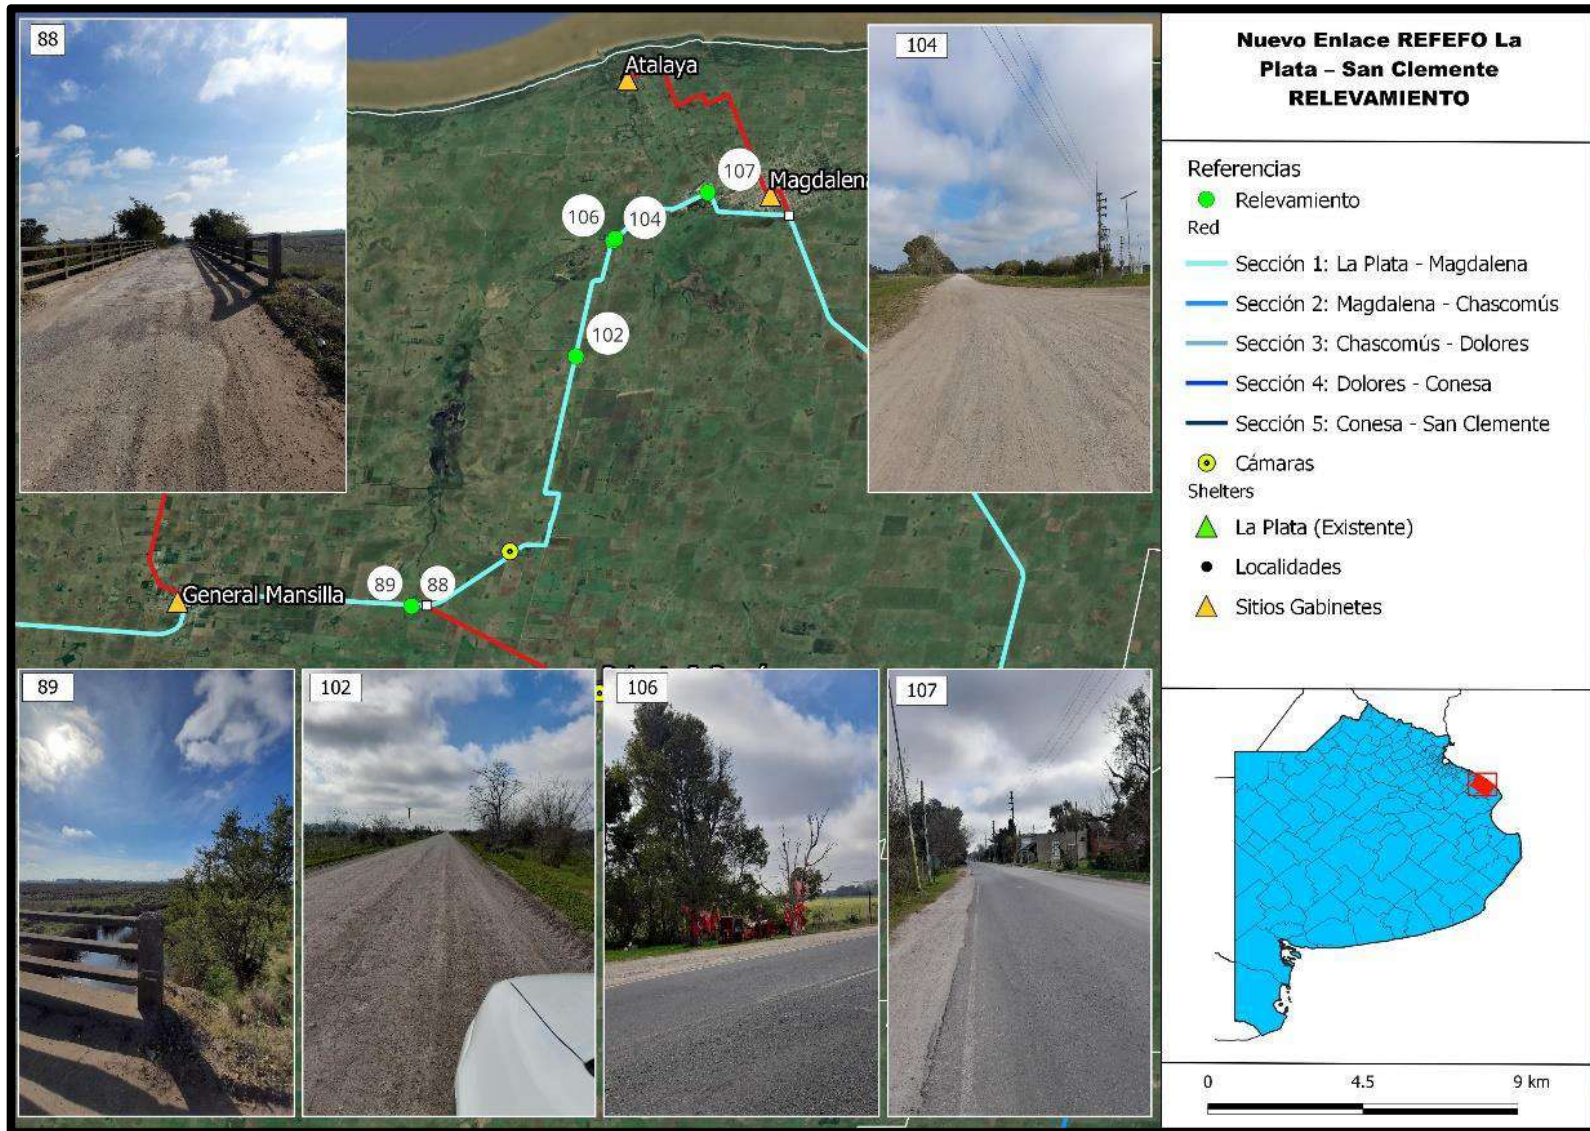 88
Atalaya
104
107
Magdalena
106
104
102
89
88
General Mansilla
89
102
106
107
Nuevo Enlace REFEFO La
Plata – San Clemente
RELEVAMIENTO
Referencias
Relevamiento
Red
Sección 1: La Plata - Magdalena
Sección 2: Magdalena - Chascomús
Sección 3: Chascomús - Dolores
Sección 4: Dolores - Conesa
Sección 5: Conesa - San Clemente
Cámaras
Shelters
La Plata (Existente)
Localidades
Sitios Gabinetes
0 4.5 9 km